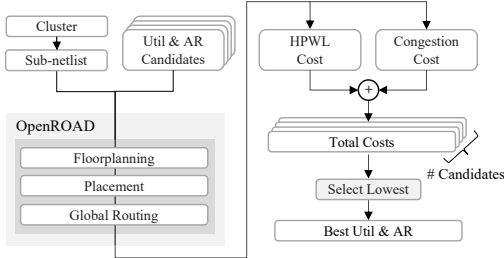 Cluster
Sub-netlist
Util & AR
Candidates
OpenROAD
Floorplanning
Placement
Global Routing
HPWL
Cost
Congestion
Cost
+
Total Costs
# Candidates
Select Lowest
Best Util & AR